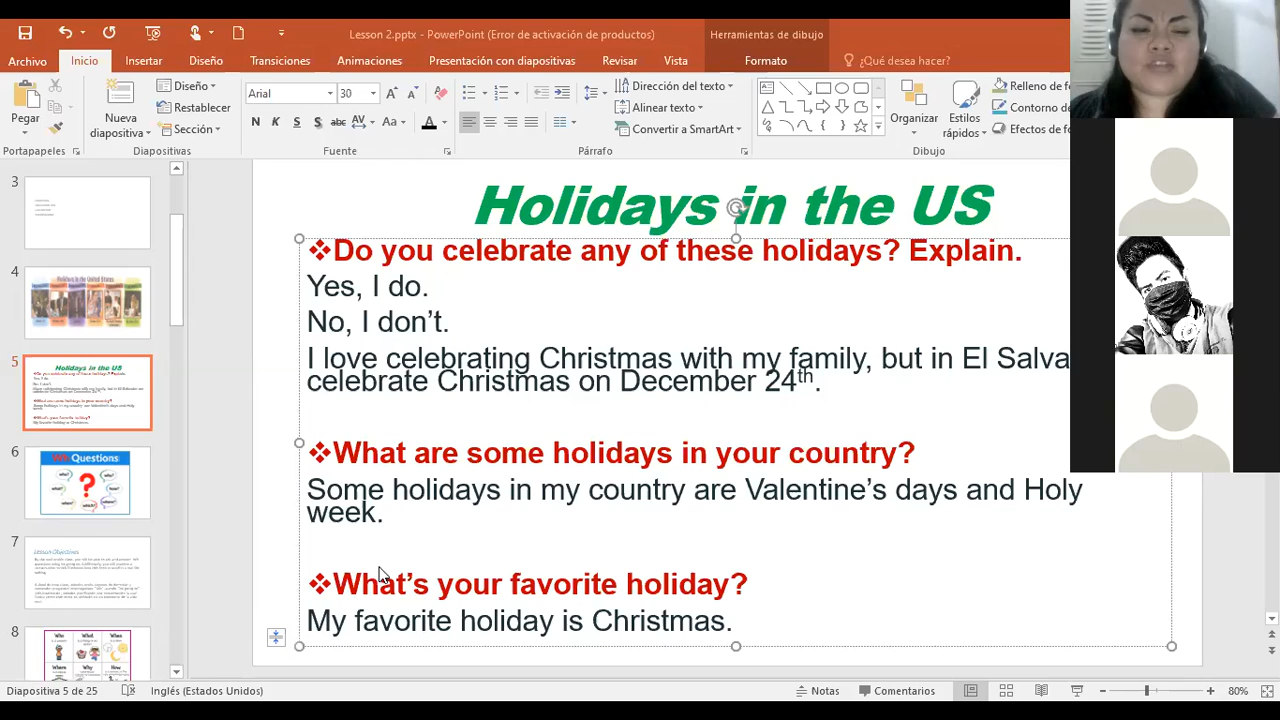 Lesson 2.pptx - PowerPoint (Error de activación de productos)
Herramientas de dibujo
Archivo Inicio Insertar Diseño Transiciones Animaciones Presentación con diapositivas Revisar Vista Formato ¿Qué desea hacer?
Pegar
Nueva diapositiva
Diseño
Restablecer
Sección
Arial 30
N K S abc AV Aa A
Dirección del texto
Alinear texto
Convertir a SmartArt
Organizar
Estilos rápidos
Relleno de
Contorno de
Efectos de fo
Portapapeles Diapositivas Fuente Párrafo Dibujo
3
4
5
6
7
8
Holidays in the US
❖Do you celebrate any of these holidays? Explain.
Yes, I do.
No, I don't.
I love celebrating Christmas with my family, but in El Salva
celebrate Christmas on December 24th.
❖What are some holidays in your country?
Some holidays in my country are Valentine's days and Holy
week.
❖What's your favorite holiday?
My favorite holiday is Christmas.
Diapositiva 5 de 25 Inglés (Estados Unidos) Notas Comentarios 80%